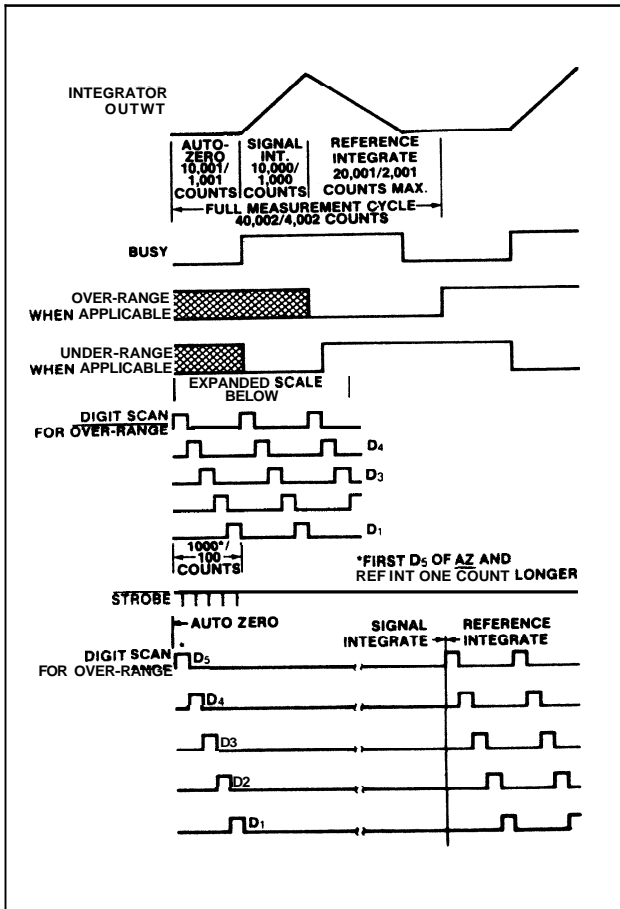 INTEGRATOR
OUTWT
AUTO-
ZERO
10,001/
1,001
COUNTS
SIGNAL
INT.
10,000/
1,000
COUNTS
REFERENCE
INTEGRATE
20,001/2,001
COUNTS MAX.
FULL MEASUREMENT CYCLE
40,002/4,002 COUNTS
BUSY
OVER-RANGE
WHEN APPLICABLE
UNDER-RANGE
WHEN APPLICABLE
EXPANDED SCALE
BELOW
DIGIT SCAN
FOR OVER-RANGE
D4
D3
D1
1000*/
100
COUNTS
*FIRST D5 OF AZ AND
REF INT ONE COUNT LONGER
STROBE
AUTO ZERO
SIGNAL
INTEGRATE
REFERENCE
INTEGRATE
DIGIT SCAN
FOR OVER-RANGE
* D5
D4
D3
D2
D1